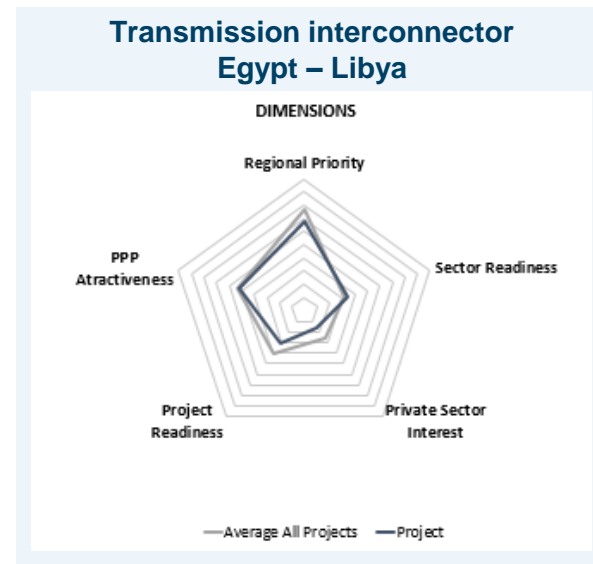 Transmission interconnector
Egypt – Libya
DIMENSIONS
Regional Priority
PPP
Atractiveness
Sector Readiness
Project
Readiness
Private Sector
Interest
Average All Projects
Project